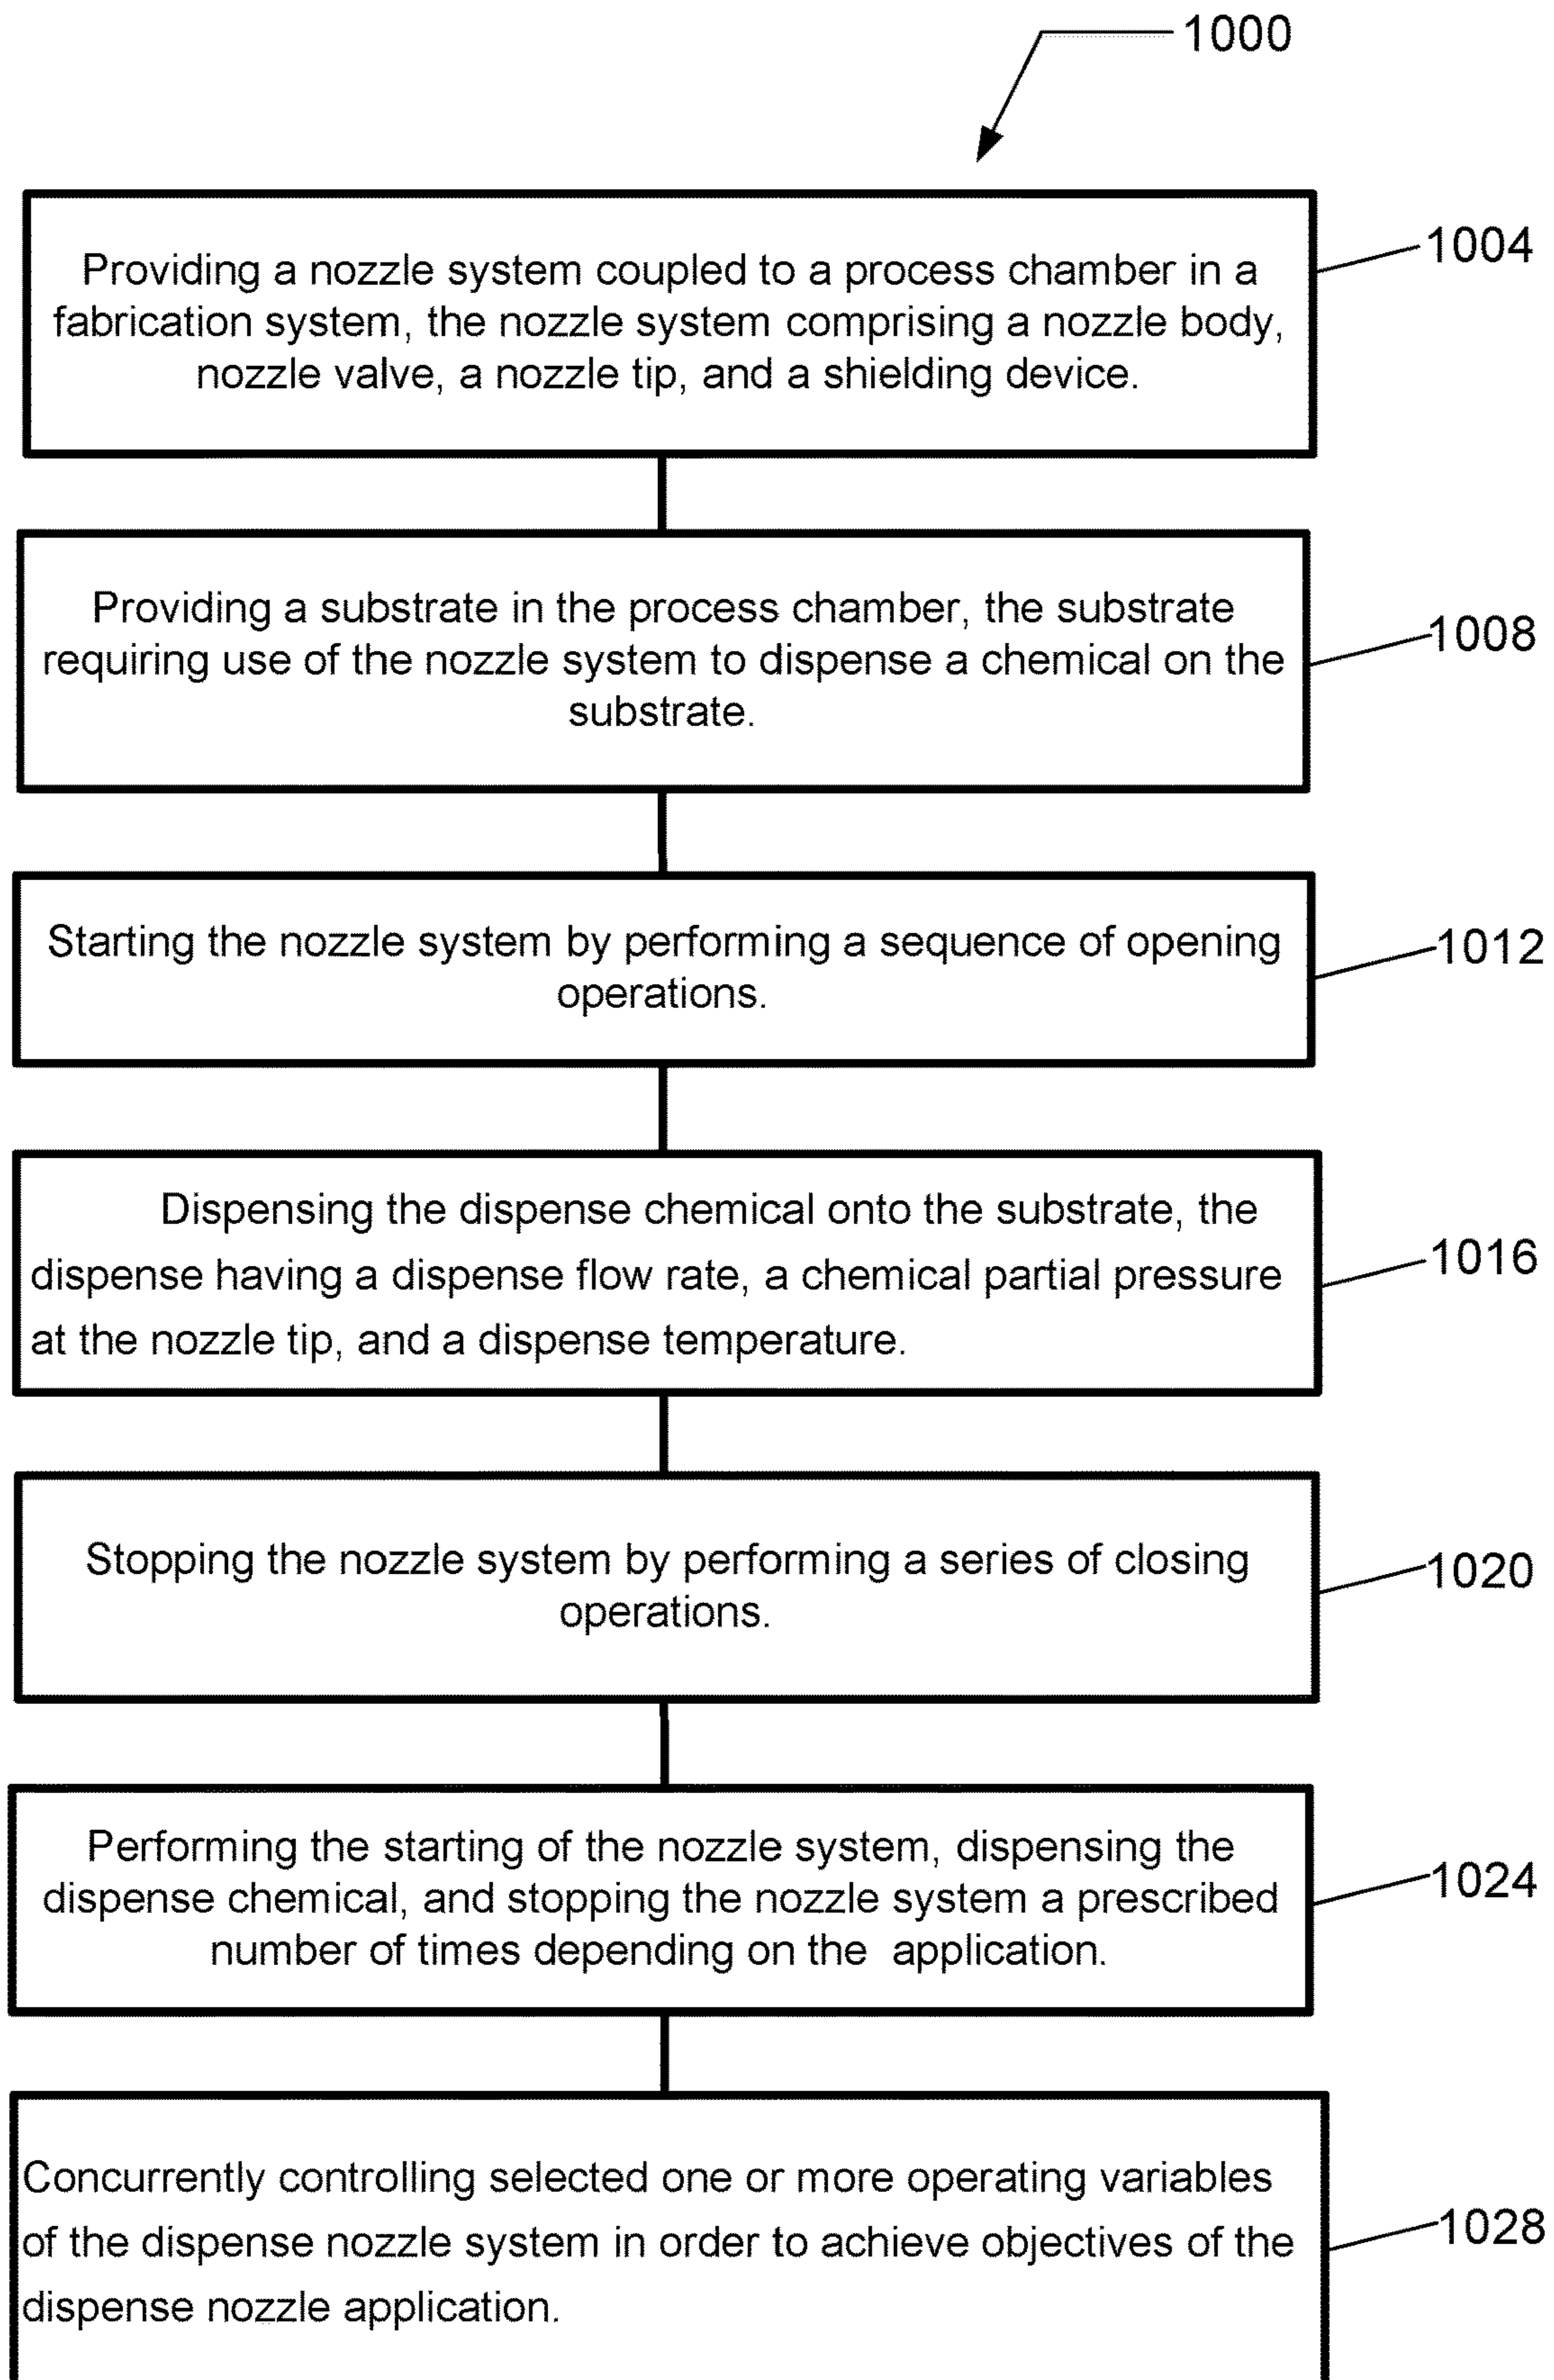 1000
Providing a nozzle system coupled to a process chamber in a
fabrication system, the nozzle system comprising a nozzle body,
nozzle valve, a nozzle tip, and a shielding device.
1004
Providing a substrate in the process chamber, the substrate
requiring use of the nozzle system to dispense a chemical on the
substrate.
1008
Starting the nozzle system by performing a sequence of opening
operations.
1012
Dispensing the dispense chemical onto the substrate, the
dispense having a dispense flow rate, a chemical partial pressure
at the nozzle tip, and a dispense temperature.
1016
Stopping the nozzle system by performing a series of closing
operations.
1020
Performing the starting of the nozzle system, dispensing the
dispense chemical, and stopping the nozzle system a prescribed
number of times depending on the  application.
1024
Concurrently controlling selected one or more operating variables
of the dispense nozzle system in order to achieve objectives of the
dispense nozzle application.
1028